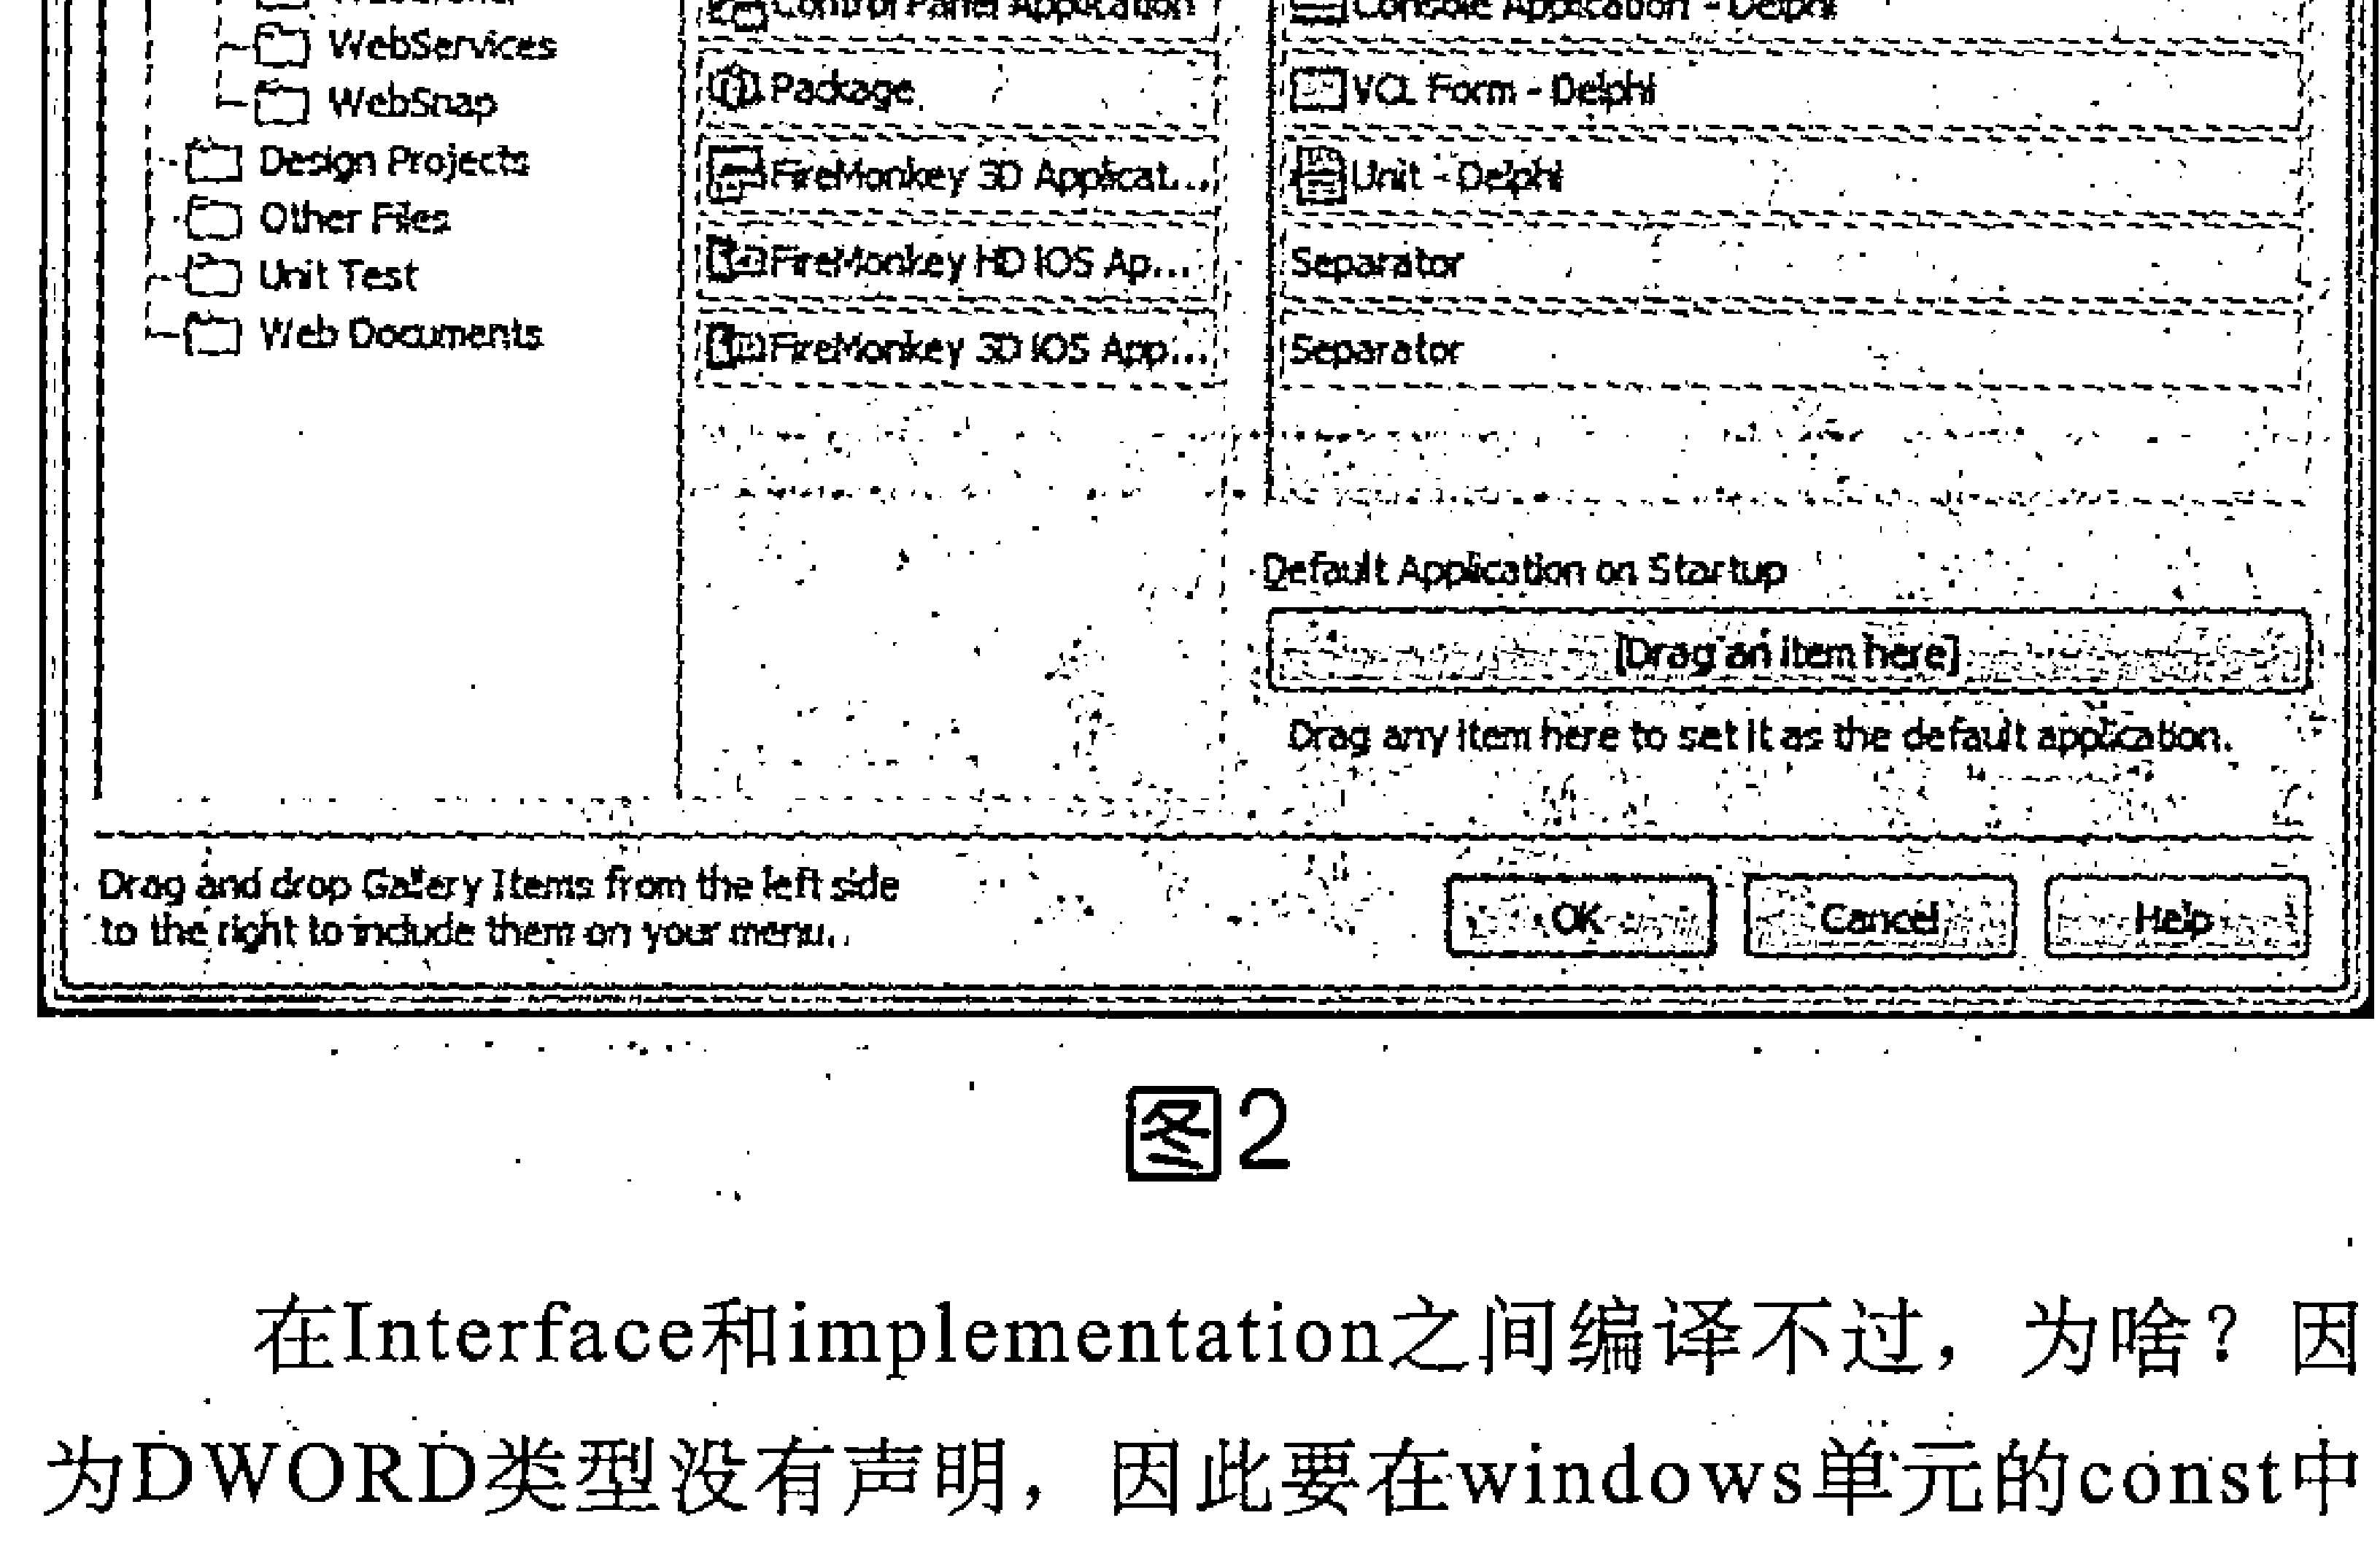 Control Panel Application
Console Application - Delphi
WebServices
Package
VCL Form - Delphi
WebSnap
Design Projects
FireMonkey 3D Applicat...
Unit - Delphi
Other Files
FireMonkey HD iOS Ap...
Separator
Unit Test
Web Documents
FireMonkey 3D iOS App...
Separator
Default Application on Startup
[Drag an item here]
Drag any item here to set it as the default application.
Drag and drop Gallery Items from the left side
to the right to include them on your menu.
OK
Cancel
Help
图2
在Interface和implementation之间编译不过，为啥？因
为DWORD类型没有声明，因此要在windows单元的const中